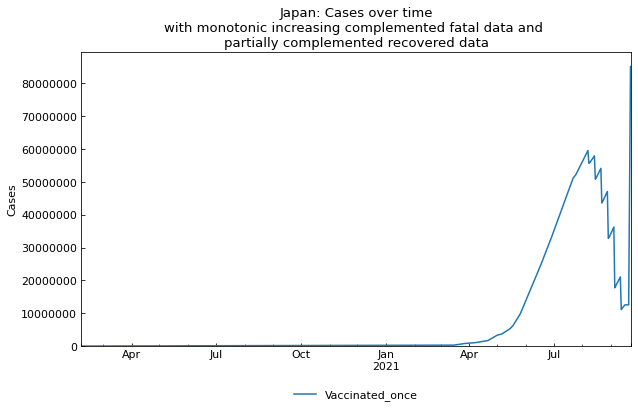 Japan: Cases over time
with monotonic increasing complemented fatal data and
partially complemented recovered data
80000000
70000000
60000000
50000000
40000000
30000000
20000000
10000000
0
Cases
Apr
Jul
Oct
Jan
2021
Apr
Jul
Vaccinated_once